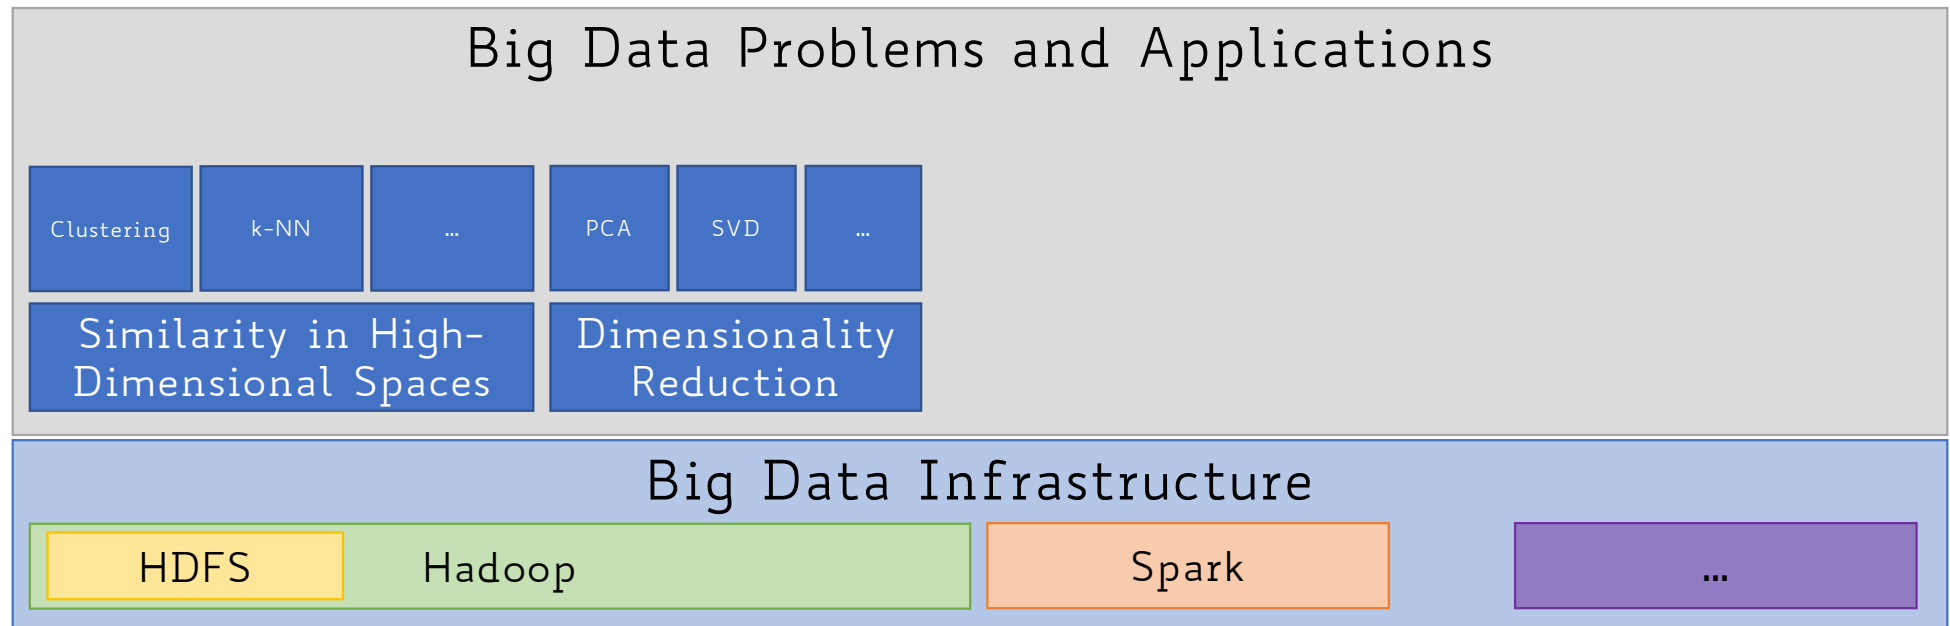 Big Data Problems and Applications
Clustering
k-NN
...
PCA
SVD
...
Similarity in High-
Dimensional Spaces
Dimensionality
Reduction
Big Data Infrastructure
HDFS
Hadoop
Spark
...